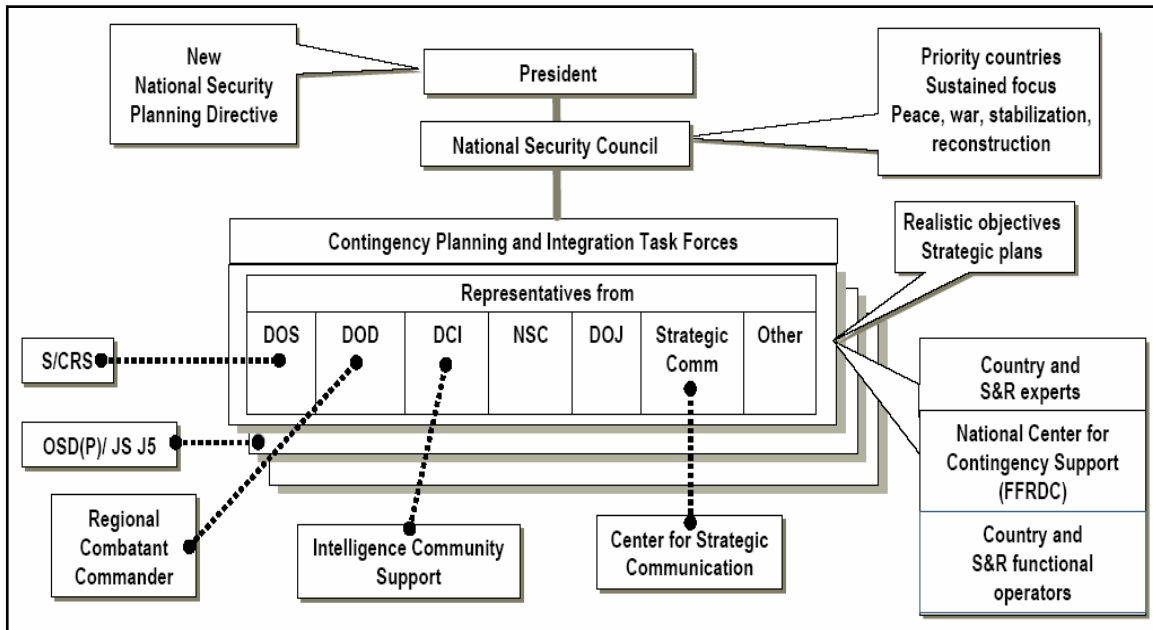 New
National Security
Planning Directive
President
Priority countries
Sustained focus
Peace, war, stabilization,
reconstruction
National Security Council
Contingency Planning and Integration Task Forces
Realistic objectives
Strategic plans
Representatives from
DOS
DOD
DCI
NSC
DOJ
Strategic
Comm
Other
S/CRS
OSD(P)/ JS J5
Regional
Combatant
Commander
Intelligence Community
Support
Center for Strategic
Communication
Country and
S&R experts
National Center for
Contingency Support
(FFRDC)
Country and
S&R functional
operators